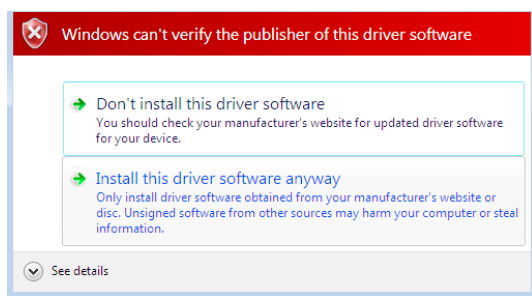 Windows can't verify the publisher of this driver software
Don't install this driver software
You should check your manufacturer's website for updated driver software
for your device.
Install this driver software anyway
Only install driver software obtained from your manufacturer's website or
disc. Unsigned software from other sources may harm your computer or steal
information.
See details